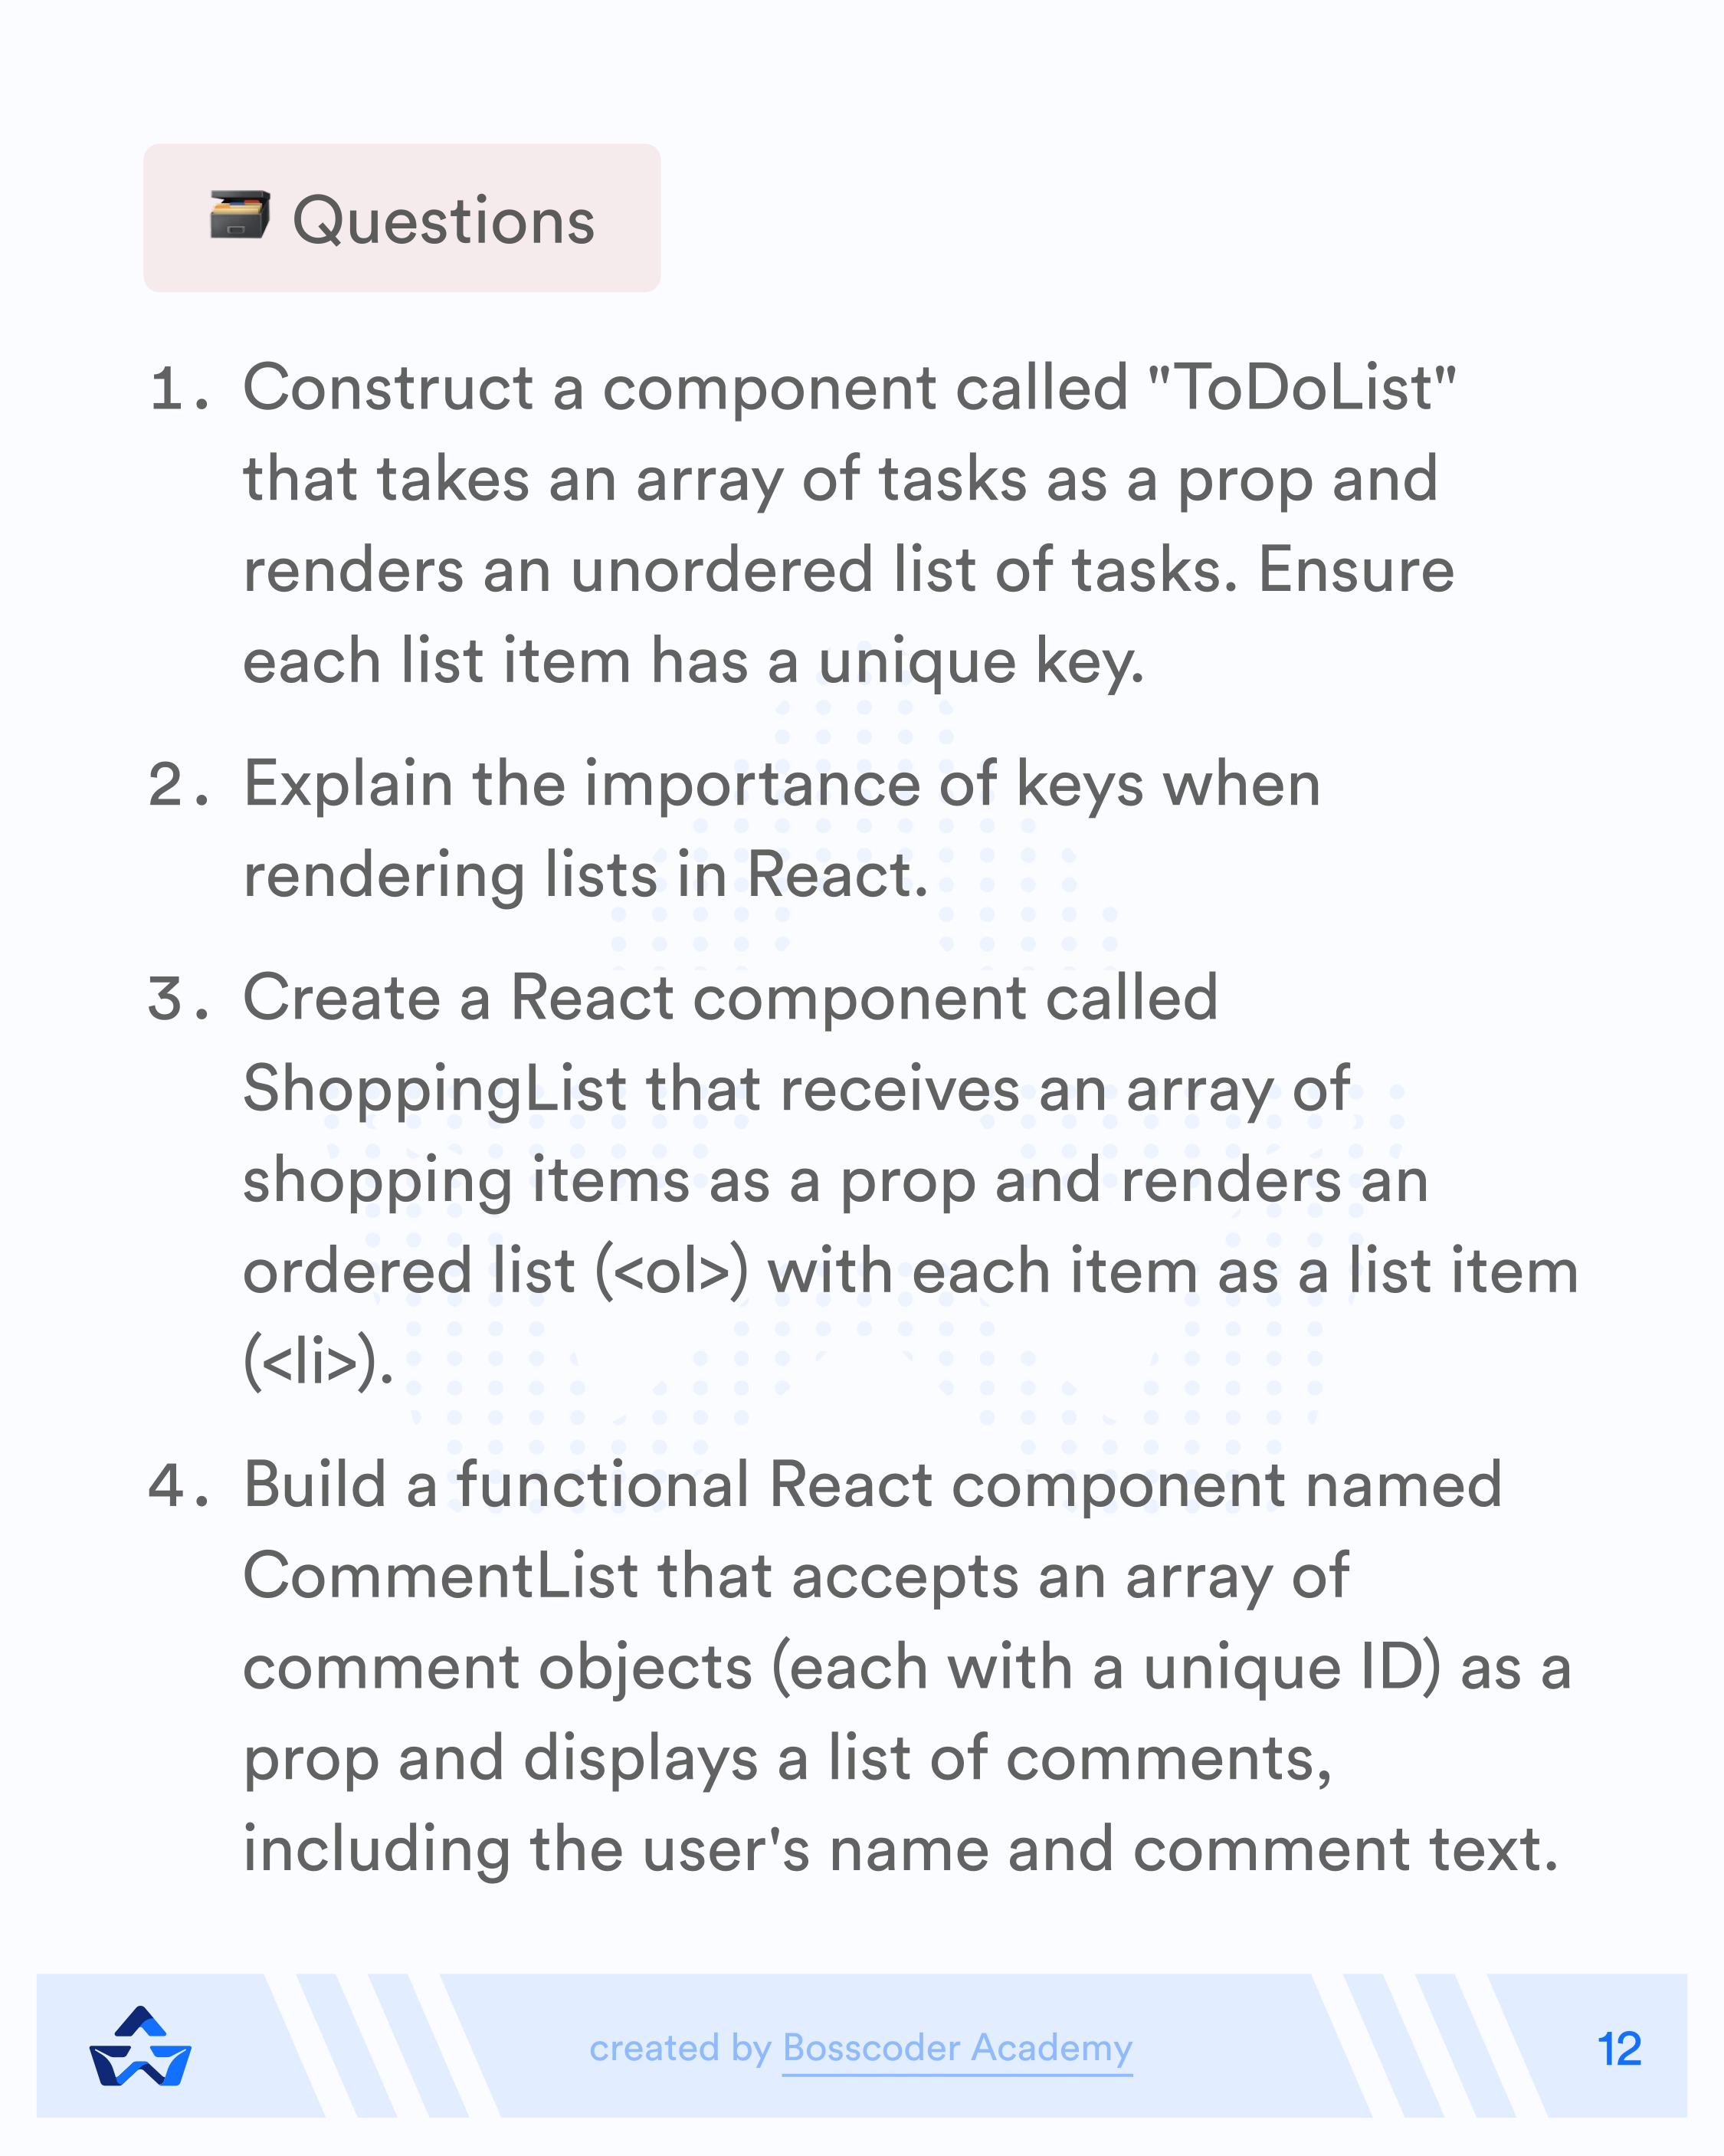 Questions
1. Construct a component called "ToDoList"
that takes an array of tasks as a prop and
renders an unordered list of tasks. Ensure
each list item has a unique key.
2. Explain the importance of keys when
rendering lists in React.
3. Create a React component called
ShoppingList that receives an array of
shopping items as a prop and renders an
ordered list (<ol>) with each item as a list item
(<li>).
4. Build a functional React component named
CommentList that accepts an array of
comment objects (each with a unique ID) as a
prop and displays a list of comments,
including the user's name and comment text.
created by Bosscoder Academy
12